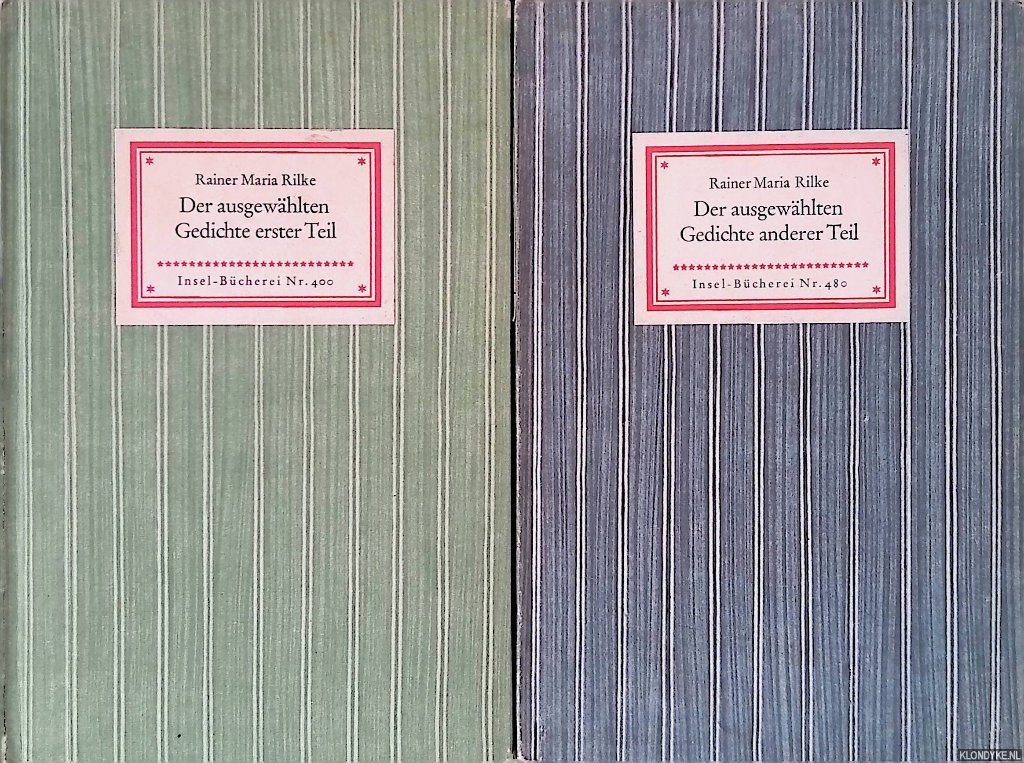 Rainer Maria Rilke
Der ausgewählten
Gedichte erster Teil
Insel-Bücherei Nr. 400
Rainer Maria Rilke
Der ausgewählten
Gedichte anderer Teil
Insel-Bücherei Nr. 480
KLONDYKE.NL